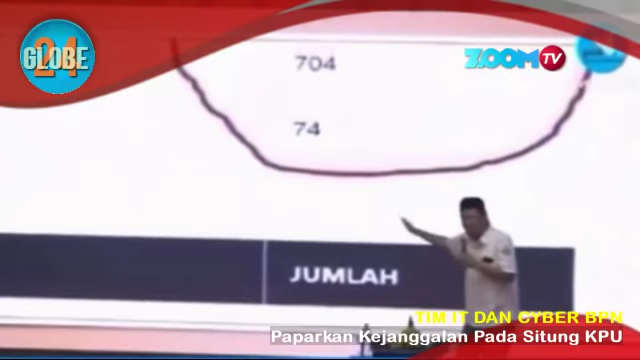 24
GLOBE
ZOOM TV
704
74
JUMLAH
TIM IT DAN CYBER BPN
Paparkan Kejanggalan Pada Situng KPU